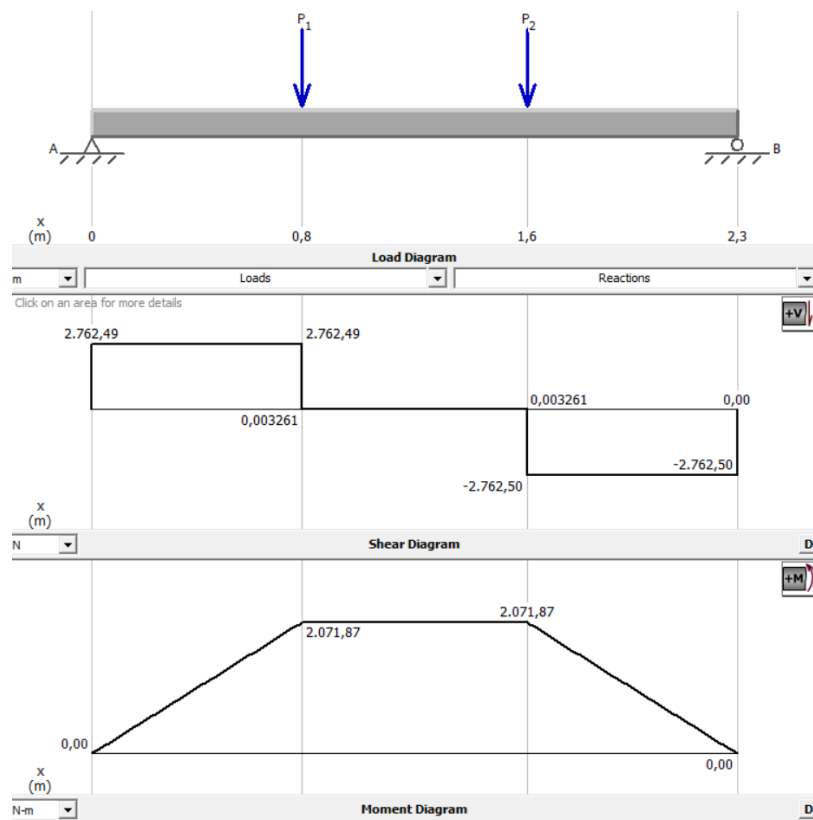 P1 P2
A B
x
(m) 0 0,8 1,6 2,3
Load Diagram
m Loads Reactions
Click on an area for more details
+V
2.762,49 2.762,49
0,003261 0,003261 0,00
-2.762,50 -2.762,50
x
(m)
N Shear Diagram D
+M
2.071,87 2.071,87
0,00 0,00
x
(m)
N-m Moment Diagram D